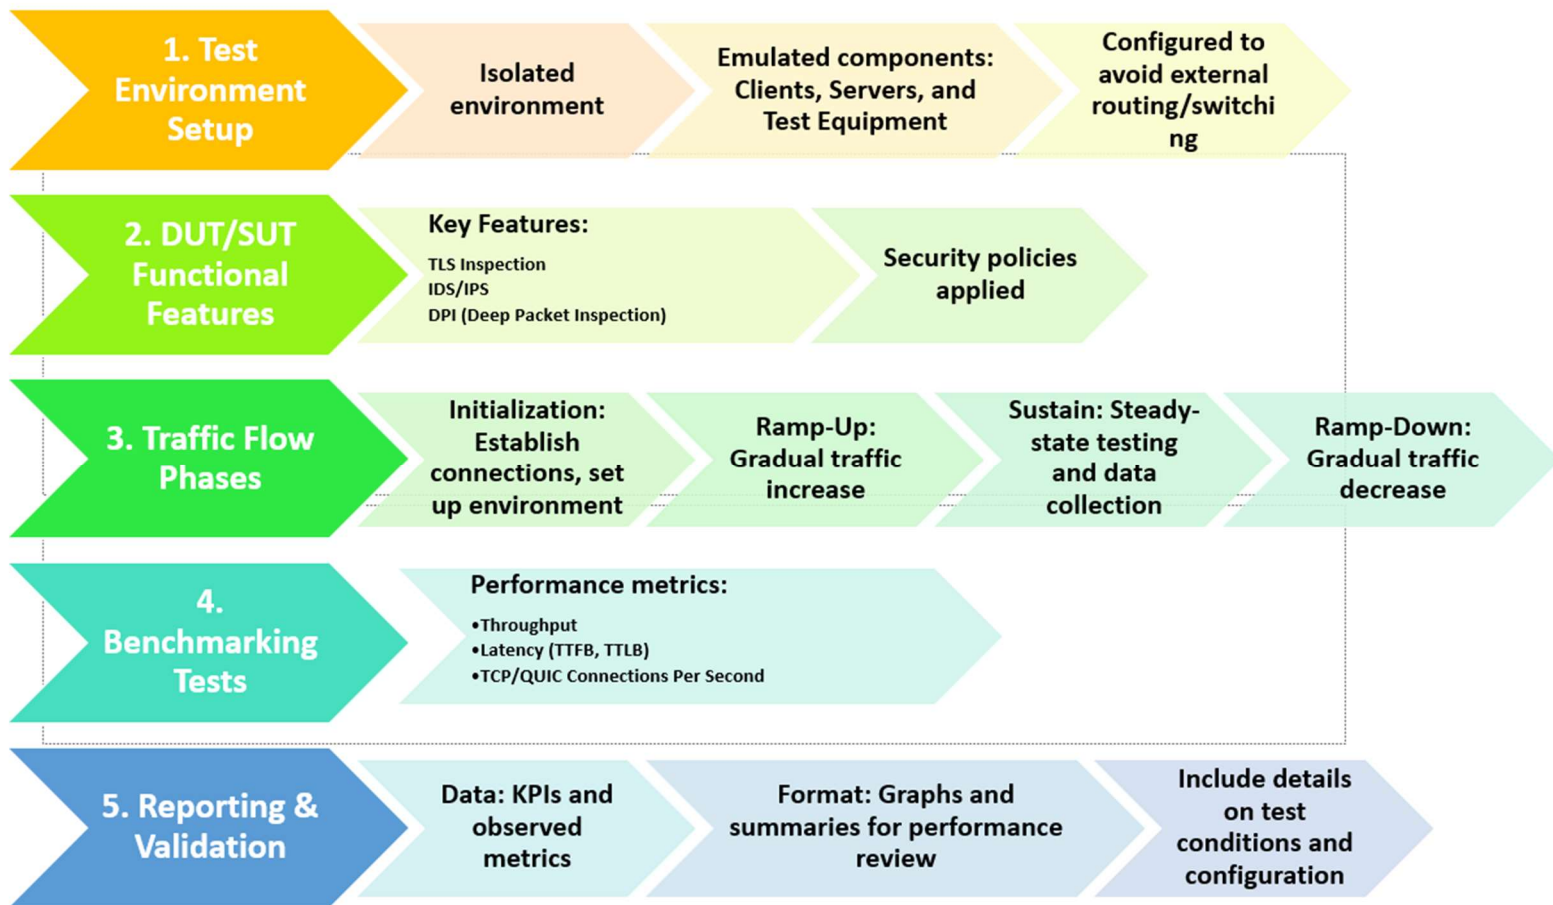 1. Test
Environment
Setup
Isolated
environment
Emulated components:
Clients, Servers, and
Test Equipment
Configured to
avoid external
routing/switchi
ng
2. DUT/SUT
Functional
Features
Key Features:
TLS Inspection
IDS/IPS
DPI (Deep Packet Inspection)
Security policies
applied
3. Traffic Flow
Phases
Initialization:
Establish
connections, set
up environment
Ramp-Up:
Gradual traffic
increase
Sustain: Steady-
state testing
and data
collection
Ramp-Down:
Gradual traffic
decrease
4.
Benchmarking
Tests
Performance metrics:
•Throughput
•Latency (TTFB, TTLB)
•TCP/QUIC Connections Per Second
5. Reporting &
Validation
Data: KPIs and
observed
metrics
Format: Graphs and
summaries for performance
review
Include details
on test
conditions and
configuration